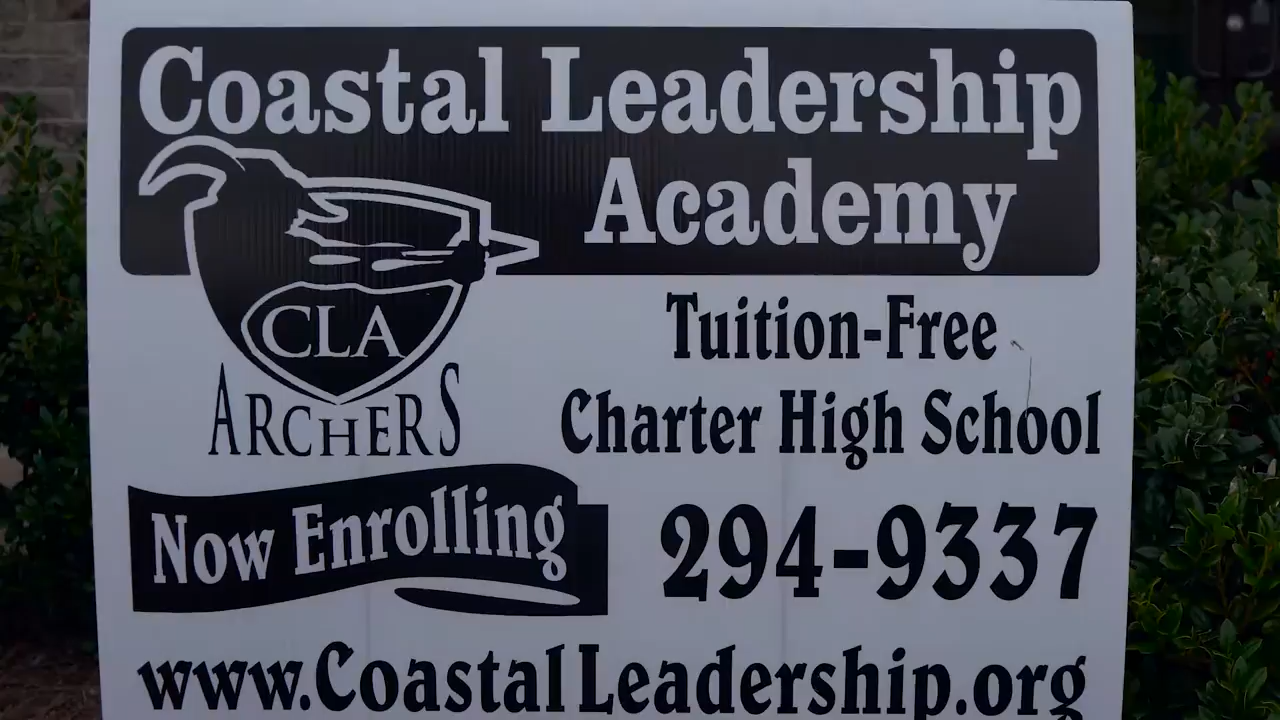 Coastal Leadership
Academy
CLA
ARCHERS
Tuition-Free
Charter High School
Now Enrolling
294-9337
www.CoastalLeadership.org